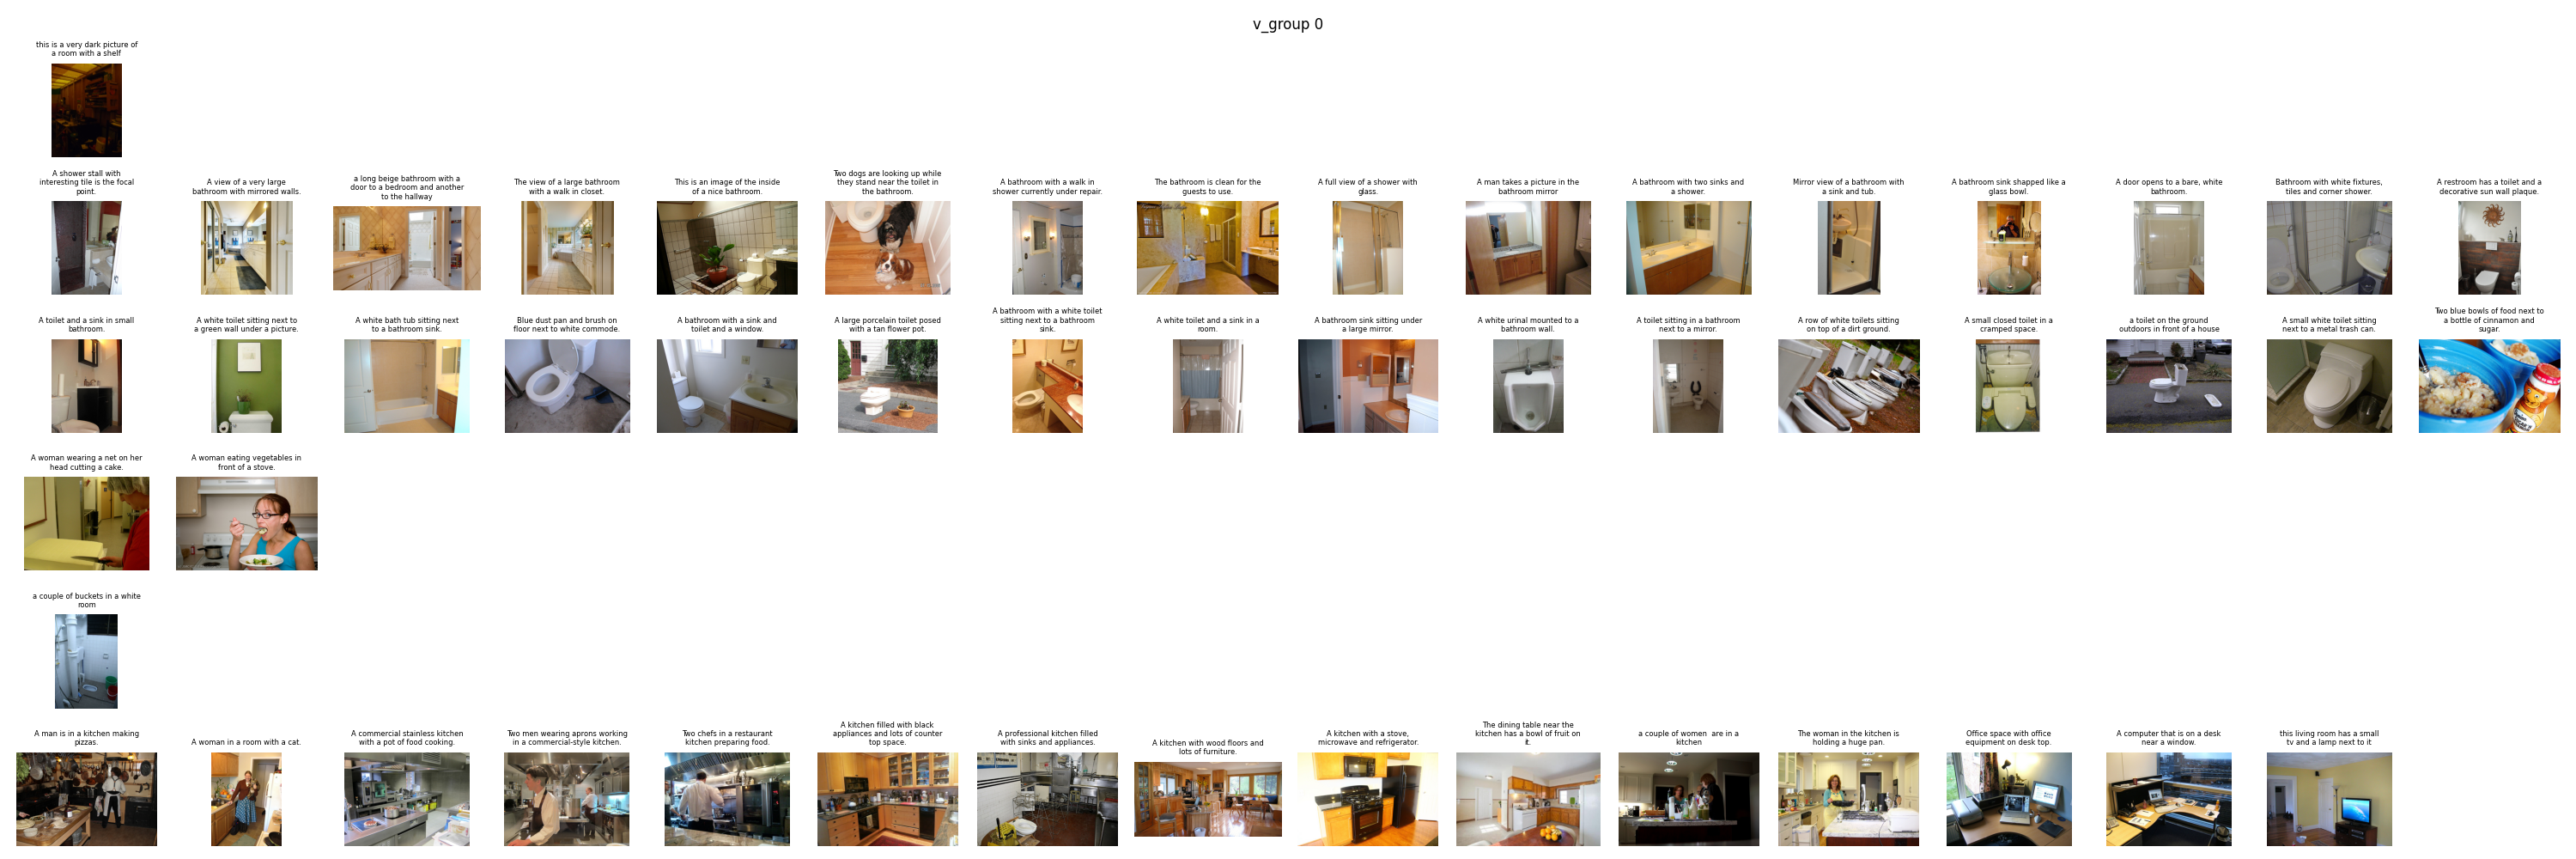 v_group 0
this is a very dark picture of
a room with a shelf
A shower stall with
interesting tile is the focal
point.
A view of a very large
bathroom with mirrored walls.
a long beige bathroom with a
door to a bedroom and another
to the hallway
The view of a large bathroom
with a walk in closet.
This is an image of the inside
of a nice bathroom.
Two dogs are looking up while
they stand near the toilet in
the bathroom.
A bathroom with a walk in
shower currently under repair.
The bathroom is clean for the
guests to use.
A full view of a shower with
glass.
A man takes a picture in the
bathroom mirror
A bathroom with two sinks and
a shower.
Mirror view of a bathroom with
a sink and tub.
A bathroom sink shapped like a
glass bowl.
A door opens to a bare, white
bathroom.
Bathroom with white fixtures,
tiles and corner shower.
A restroom has a toilet and a
decorative sun wall plaque.
A toilet and a sink in small
bathroom.
A white toilet sitting next to
a green wall under a picture.
A white bath tub sitting next
to a bathroom sink.
Blue dust pan and brush on
floor next to white commode.
A bathroom with a sink and
toilet and a window.
A large porcelain toilet posed
with a tan flower pot.
A bathroom with a white toilet
sitting next to a bathroom
sink.
A white toilet and a sink in a
room.
A bathroom sink sitting under
a large mirror.
A white urinal mounted to a
bathroom wall.
A toilet sitting in a bathroom
next to a mirror.
A row of white toilets sitting
on top of a dirt ground.
A small closed toilet in a
cramped space.
a toilet on the ground
outdoors in front of a house
A small white toilet sitting
next to a metal trash can.
Two blue bowls of food next to
a bottle of cinnamon and
sugar.
A woman wearing a net on her
head cutting a cake.
A woman eating vegetables in
front of a stove.
a couple of buckets in a white
room
A man is in a kitchen making
pizzas.
A woman in a room with a cat.
A commercial stainless kitchen
with a pot of food cooking.
Two men wearing aprons working
in a commercial-style kitchen.
Two chefs in a restaurant
kitchen preparing food.
A kitchen filled with black
appliances and lots of counter
top space.
A professional kitchen filled
with sinks and appliances.
A kitchen with wood floors and
lots of furniture.
A kitchen with a stove,
microwave and refrigerator.
The dining table near the
kitchen has a bowl of fruit on
it.
a couple of women  are in a
kitchen
The woman in the kitchen is
holding a huge pan.
Office space with office
equipment on desk top.
A computer that is on a desk
near a window.
this living room has a small
tv and a lamp next to it